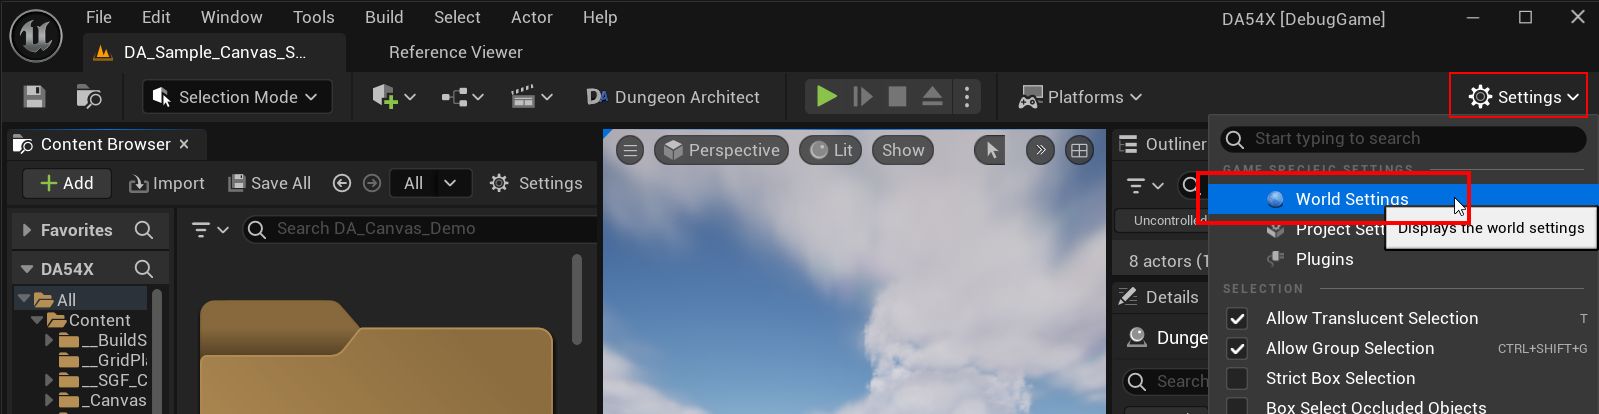 File Edit Window Tools Build Select Actor Help DA54X [DebugGame]
DA_Sample_Canvas_S... Reference Viewer
Selection Mode Dungeon Architect Platforms Settings
Content Browser Perspective Lit Show Outliner Start typing to search
GAME SPECIFIC SETTINGS
Add Import Save All All Settings World Settings
Favorites Search DA_Canvas_Demo Uncontrolled Project Sett Displays the world settings
DA54X 8 actors (1 Plugins
All Details SELECTION
Content Allow Translucent Selection T
__BuildS Dunge Allow Group Selection CTRL+SHIFT+G
__GridPla
__SGF_C Search Strict Box Selection
_Canvas Box Select Occluded Objects